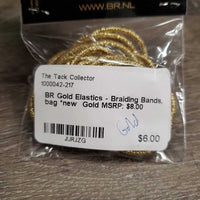 WWW.BR.NL
The Tack Collector
1000042-217
BR Gold Elastics - Braiding Bands,
bag *new Gold MSRP: $8.00
Gold
JJRJZG
$6.00